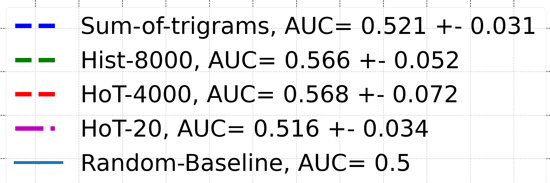 Sum-of-trigrams, AUC= 0.521 +- 0.031
Hist-8000, AUC= 0.566 +- 0.052
HoT-4000, AUC= 0.568 +- 0.072
HoT-20, AUC= 0.516 +- 0.034
Random-Baseline, AUC= 0.5